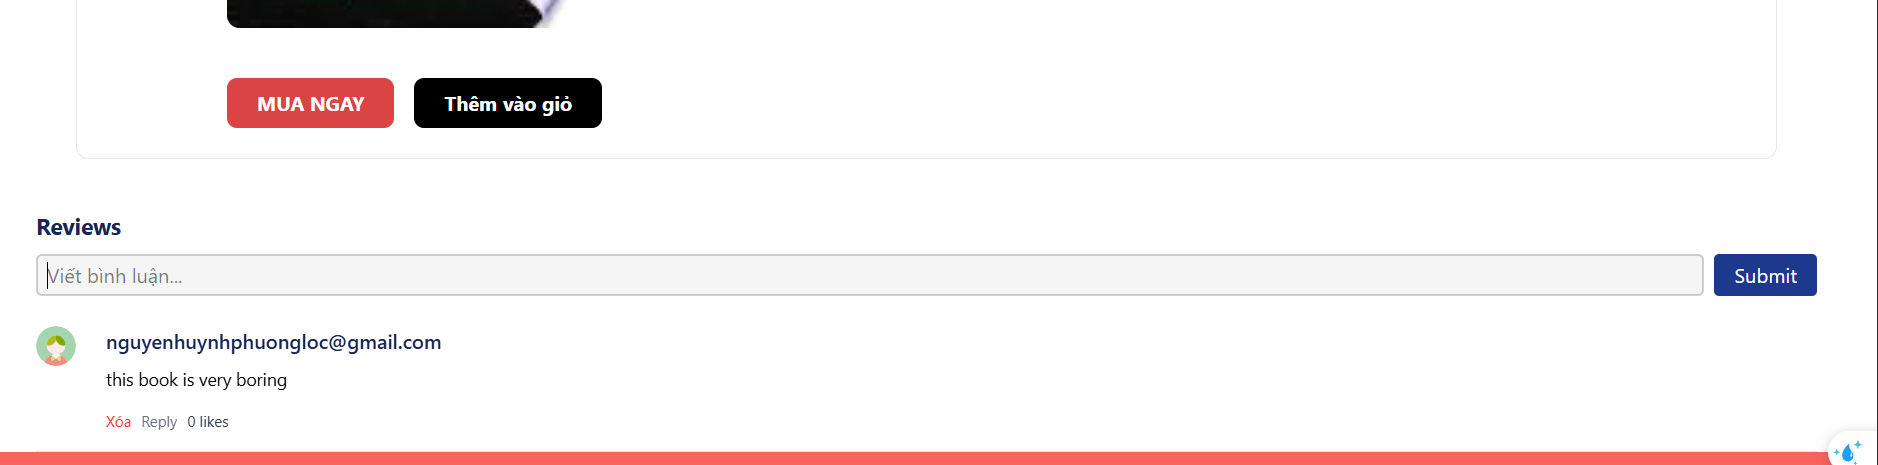 MUA NGAY
Thêm vào giỏ
Reviews
Viết bình luận...
Submit
nguyenhuynhphuongloc@gmail.com
this book is very boring
Xóa Reply 0 likes